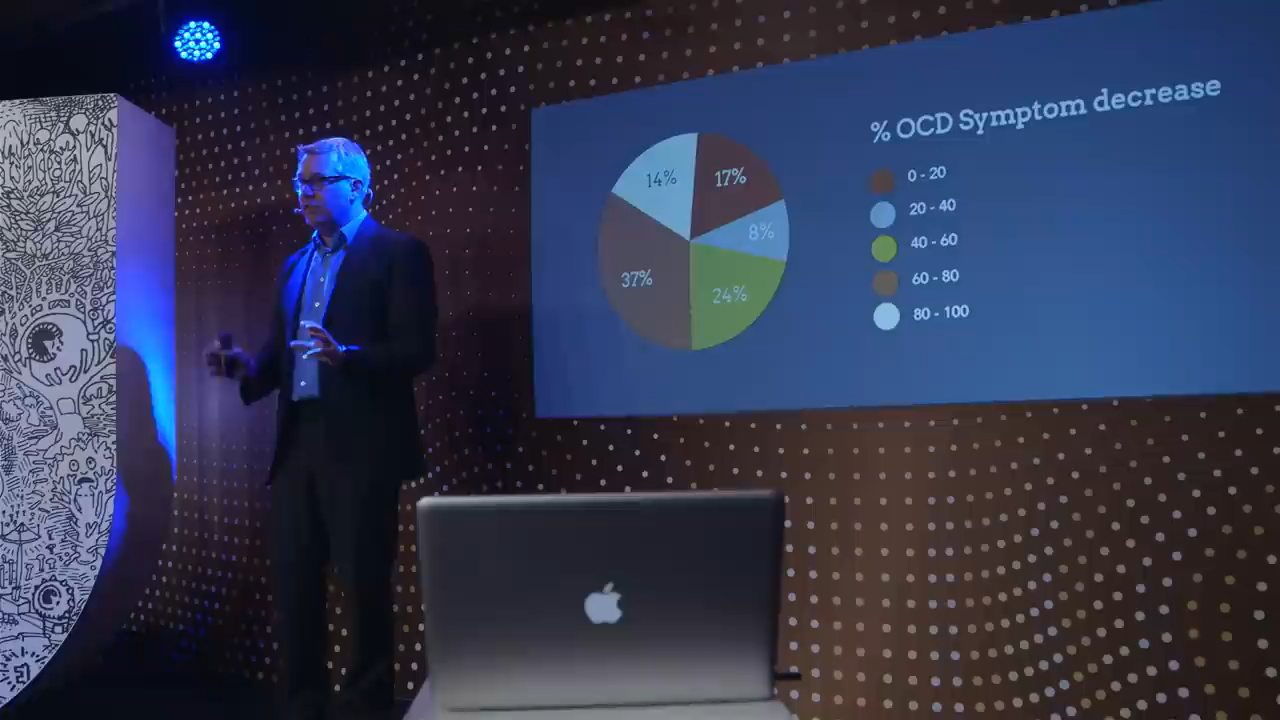 % OCD Symptom decrease
0 - 20
20 - 40
40 - 60
60 - 80
80 - 100
14%
17%
8%
37%
24%